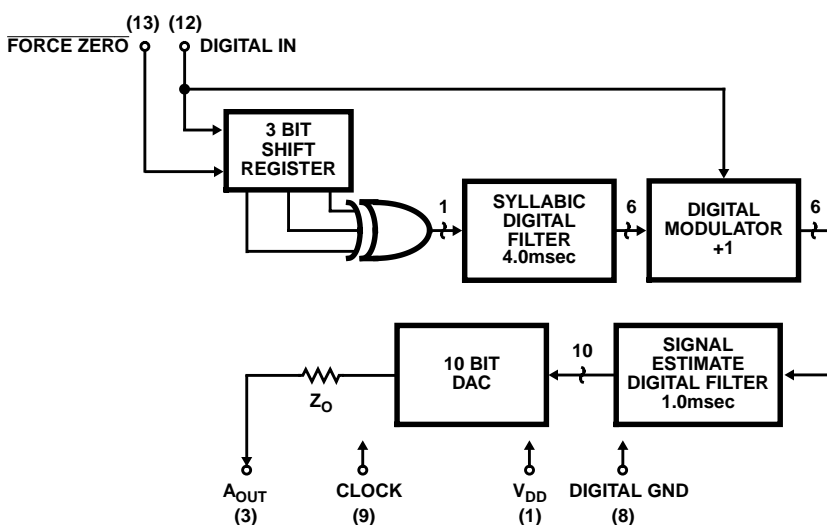 (13) (12)
FORCE ZERO DIGITAL IN
3 BIT
SHIFT
REGISTER
1
SYLLABIC
DIGITAL
FILTER
4.0msec
6
DIGITAL
MODULATOR
+1
6
10 BIT
DAC
10
SIGNAL
ESTIMATE
DIGITAL FILTER
1.0msec
ZO
AOUT
(3)
CLOCK
(9)
VDD
(1)
DIGITAL GND
(8)